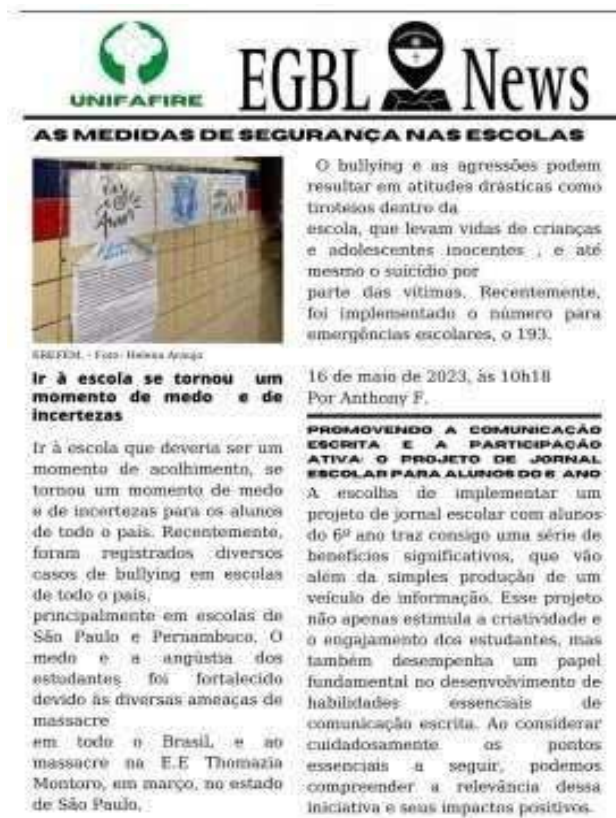 UNIFAFIRE
EGBL News
AS MEDIDAS DE SEGURANÇA NAS ESCOLAS
EREFEM. - Foto: Helena Araujo
Ir à escola se tornou um
momento de medo e de
incertezas
Ir à escola que deveria ser um
momento de acolhimento, se
tornou um momento de medo
e de incertezas para os alunos
de todo o país. Recentemente,
foram registrados diversos
casos de bullying em escolas
de todo o país,
principalmente em escolas de
São Paulo e Pernambuco. O
medo e a angústia dos
estudantes foi fortalecido
devido às diversas ameaças de
massacre
em todo o Brasil, e ao
massacre na E.E Thomazia
Montoro, em março, no estado
de São Paulo.
O bullying e as agressões podem
resultar em atitudes drásticas como
tiroteios dentro da
escola, que levam vidas de crianças
e adolescentes inocentes , e até
mesmo o suicídio por
parte das vítimas. Recentemente,
foi implementado o número para
emergências escolares, o 193.
16 de maio de 2023, às 10h18
Por Anthony F.
PROMOVENDO A COMUNICAÇÃO
ESCRITA E A PARTICIPAÇÃO
ATIVA: O PROJETO DE JORNAL
ESCOLAR PARA ALUNOS DO 6 ANO
A escolha de implementar um
projeto de jornal escolar com alunos
do 6º ano traz consigo uma série de
benefícios significativos, que vão
além da simples produção de um
veículo de informação. Esse projeto
não apenas estimula a criatividade e
o engajamento dos estudantes, mas
também desempenha um papel
fundamental no desenvolvimento de
habilidades essenciais de
comunicação escrita. Ao considerar
cuidadosamente os pontos
essenciais a seguir, podemos
compreender a relevância dessa
iniciativa e seus impactos positivos.